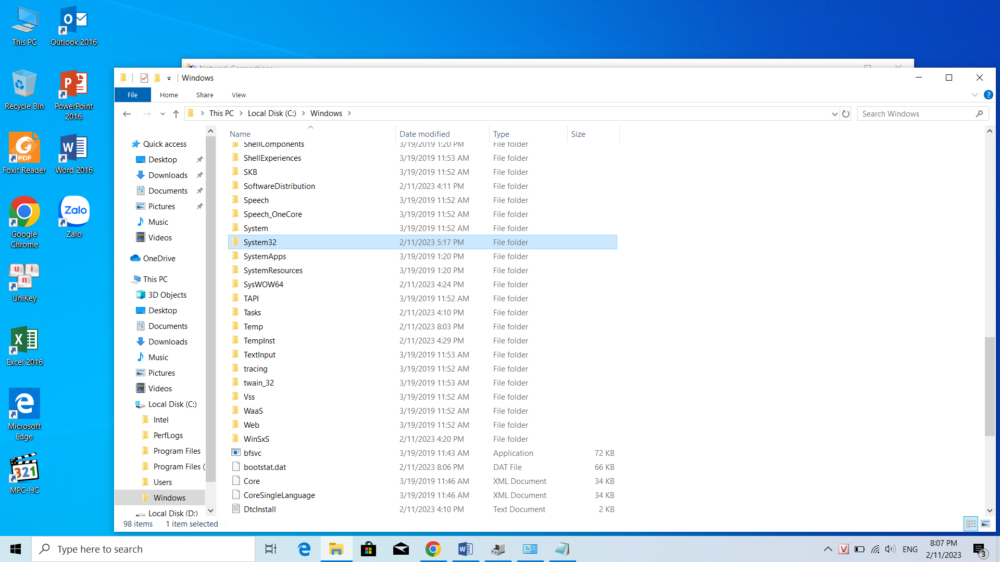 This PC
Outlook 2016
Recycle Bin
PowerPoint 2016
Foxit Reader
Word 2016
Google Chrome
Zalo
UniKey
Excel 2016
Microsoft Edge
MPC-HC
Network Connections
Windows
File Home Share View
This PC > Local Disk (C:) > Windows >
Search Windows
Quick access
Desktop
Downloads
Documents
Pictures
Music
Videos
OneDrive
This PC
3D Objects
Desktop
Documents
Downloads
Music
Pictures
Videos
Local Disk (C:)
Intel
PerfLogs
Program Files
Program Files (
Users
Windows
Local Disk (D:)
Name Date modified Type Size
ShellComponents 3/19/2019 1:20 PM File folder
ShellExperiences 3/19/2019 11:53 AM File folder
SKB 3/19/2019 11:52 AM File folder
SoftwareDistribution 2/11/2023 4:11 PM File folder
Speech 3/19/2019 11:52 AM File folder
Speech_OneCore 3/19/2019 11:52 AM File folder
System 3/19/2019 11:52 AM File folder
System32 2/11/2023 5:17 PM File folder
SystemApps 3/19/2019 1:20 PM File folder
SystemResources 3/19/2019 1:20 PM File folder
SysWOW64 2/11/2023 4:24 PM File folder
TAPI 3/19/2019 11:52 AM File folder
Tasks 2/11/2023 4:10 PM File folder
Temp 2/11/2023 8:03 PM File folder
TempInst 2/11/2023 4:29 PM File folder
TextInput 3/19/2019 11:53 AM File folder
tracing 3/19/2019 11:52 AM File folder
twain_32 3/19/2019 11:53 AM File folder
Vss 3/19/2019 11:52 AM File folder
WaaS 3/19/2019 11:52 AM File folder
Web 3/19/2019 11:52 AM File folder
WinSxS 2/11/2023 4:20 PM File folder
bfsvc 3/19/2019 11:43 AM Application 72 KB
bootstat.dat 2/11/2023 8:06 PM DAT File 66 KB
Core 3/19/2019 11:46 AM XML Document 34 KB
CoreSingleLanguage 3/19/2019 11:46 AM XML Document 34 KB
DtcInstall 2/11/2023 4:10 PM Text Document 2 KB
98 items 1 item selected
Type here to search
ENG
8:07 PM
2/11/2023
3